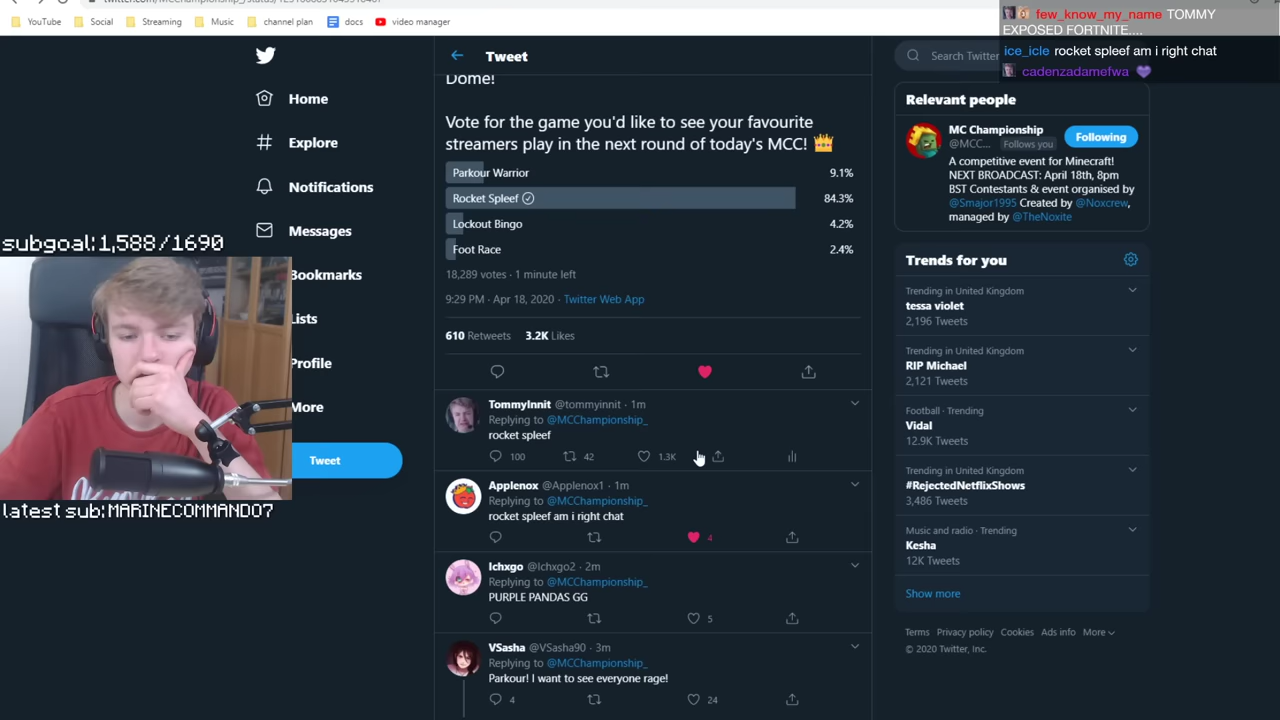 YouTube
Social
Streaming
Music
channel plan
docs
video manager
few_know_my_name TOMMY
EXPOSED FORTNITE....
ice_icle rocket spleef am i right chat
cadenzadamefwa
Home
Explore
Notifications
Messages
Bookmarks
Lists
Profile
More
Tweet
subgoal:1,588/1690
latest sub:MARINECOMMANDO7
Tweet
Dome!
Vote for the game you'd like to see your favourite
streamers play in the next round of today's MCC!
Parkour Warrior 9.1%
Rocket Spleef 84.3%
Lockout Bingo 4.2%
Foot Race 2.4%
18,289 votes · 1 minute left
9:29 PM · Apr 18, 2020 · Twitter Web App
610 Retweets 3.2K Likes
TommyInnit @tommyinnit · 1m
Replying to @MCChampionship_
rocket spleef
100 42 1.3K
Applenox @Applenox1 · 1m
Replying to @MCChampionship_
rocket spleef am i right chat
4
Ichxgo @Ichxgo2 · 2m
Replying to @MCChampionship_
PURPLE PANDAS GG
5
VSasha @VSasha90 · 3m
Replying to @MCChampionship_
Parkour! I want to see everyone rage!
4 24
Search Twitter
Relevant people
MC Championship
@MCC... Follows you
Following
A competitive event for Minecraft!
NEXT BROADCAST: April 18th, 8pm
BST Contestants & event organised by
@Smajor1995 Created by @Noxcrew,
managed by @TheNoxite
Trends for you
Trending in United Kingdom
tessa violet
2,196 Tweets
Trending in United Kingdom
RIP Michael
2,121 Tweets
Football · Trending
Vidal
12.9K Tweets
Trending in United Kingdom
#RejectedNetflixShows
3,486 Tweets
Music and radio · Trending
Kesha
12K Tweets
Show more
Terms Privacy policy Cookies Ads info More
© 2020 Twitter, Inc.